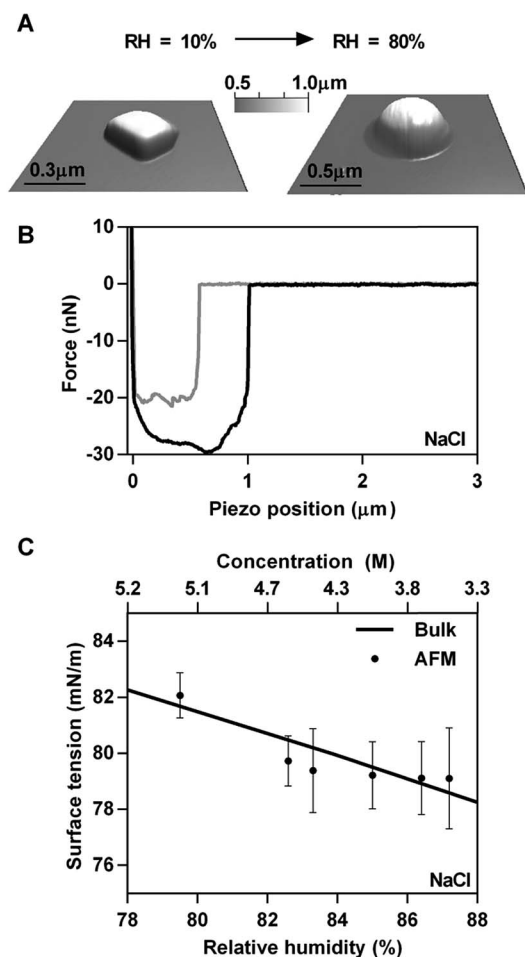 A
RH = 10% RH = 80%
0.5 1.0μm
0.3μm 0.5μm
B
10
0
-10
-20
-30
Force (nN)
NaCl
0 1 2 3
Piezo position (μm)
C
Concentration (M)
5.2 5.1 4.7 4.3 3.8 3.3
84
82
80
78
76
Surface tension (mN/m)
Bulk
AFM
NaCl
78 80 82 84 86 88
Relative humidity (%)